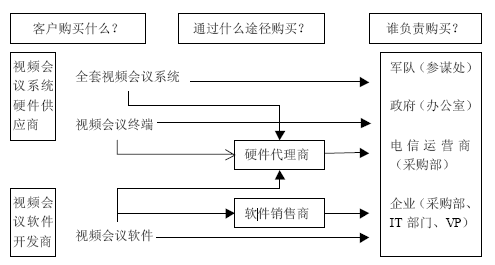 客户购买什么？
通过什么途径购买？
谁负责购买？
视频会
议系统
硬件供
应商
全套视频会议系统
视频会议终端
硬件代理商
军队（参谋处）
政府（办公室）
电信运营商
（采购部）
企业（采购部、
IT 部门、VP）
视频会
议软件
开发商
软件销售商
视频会议软件